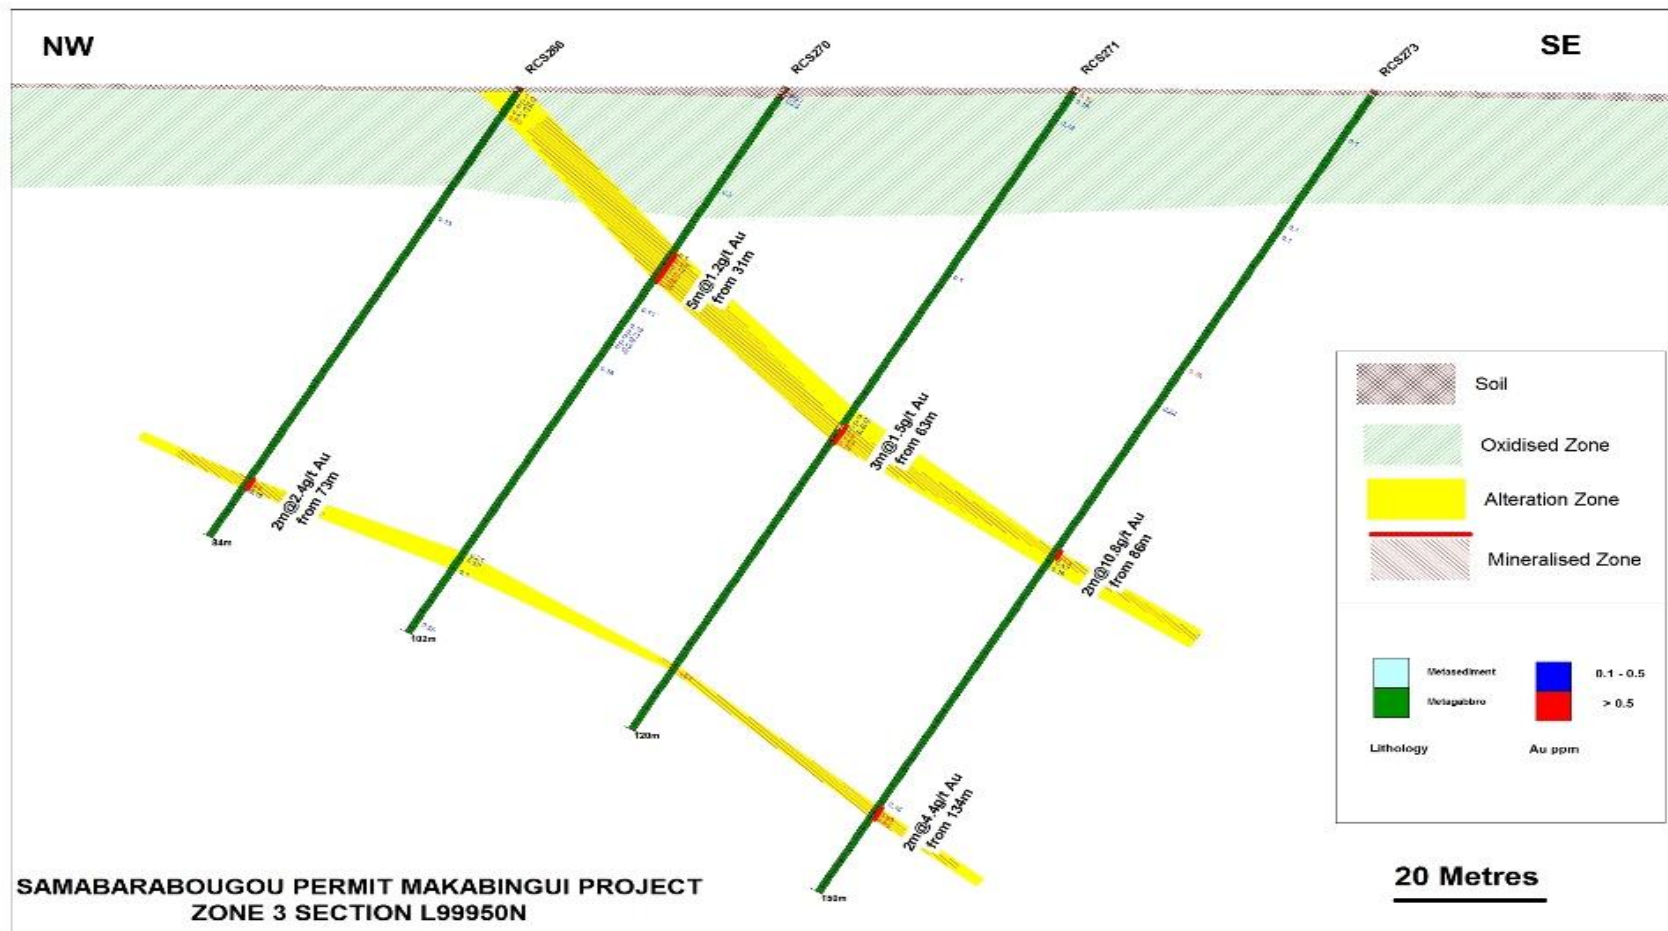 NW
SE
RCS266
RCS270
RCS271
RCS273
5m@1.2g/t Au
from 31m
3m@1.5g/t Au
from 63m
2m@10.8g/t Au
from 86m
2m@2.4g/t Au
from 73m
2m@4.4g/t Au
from 134m
84m
102m
120m
150m
Soil
Oxidised Zone
Alteration Zone
Mineralised Zone
Metasediment
Metagabbro
Lithology
0.1 - 0.5
> 0.5
Au ppm
20 Metres
SAMABARABOUGOU PERMIT MAKABINGUI PROJECT
ZONE 3 SECTION L99950N